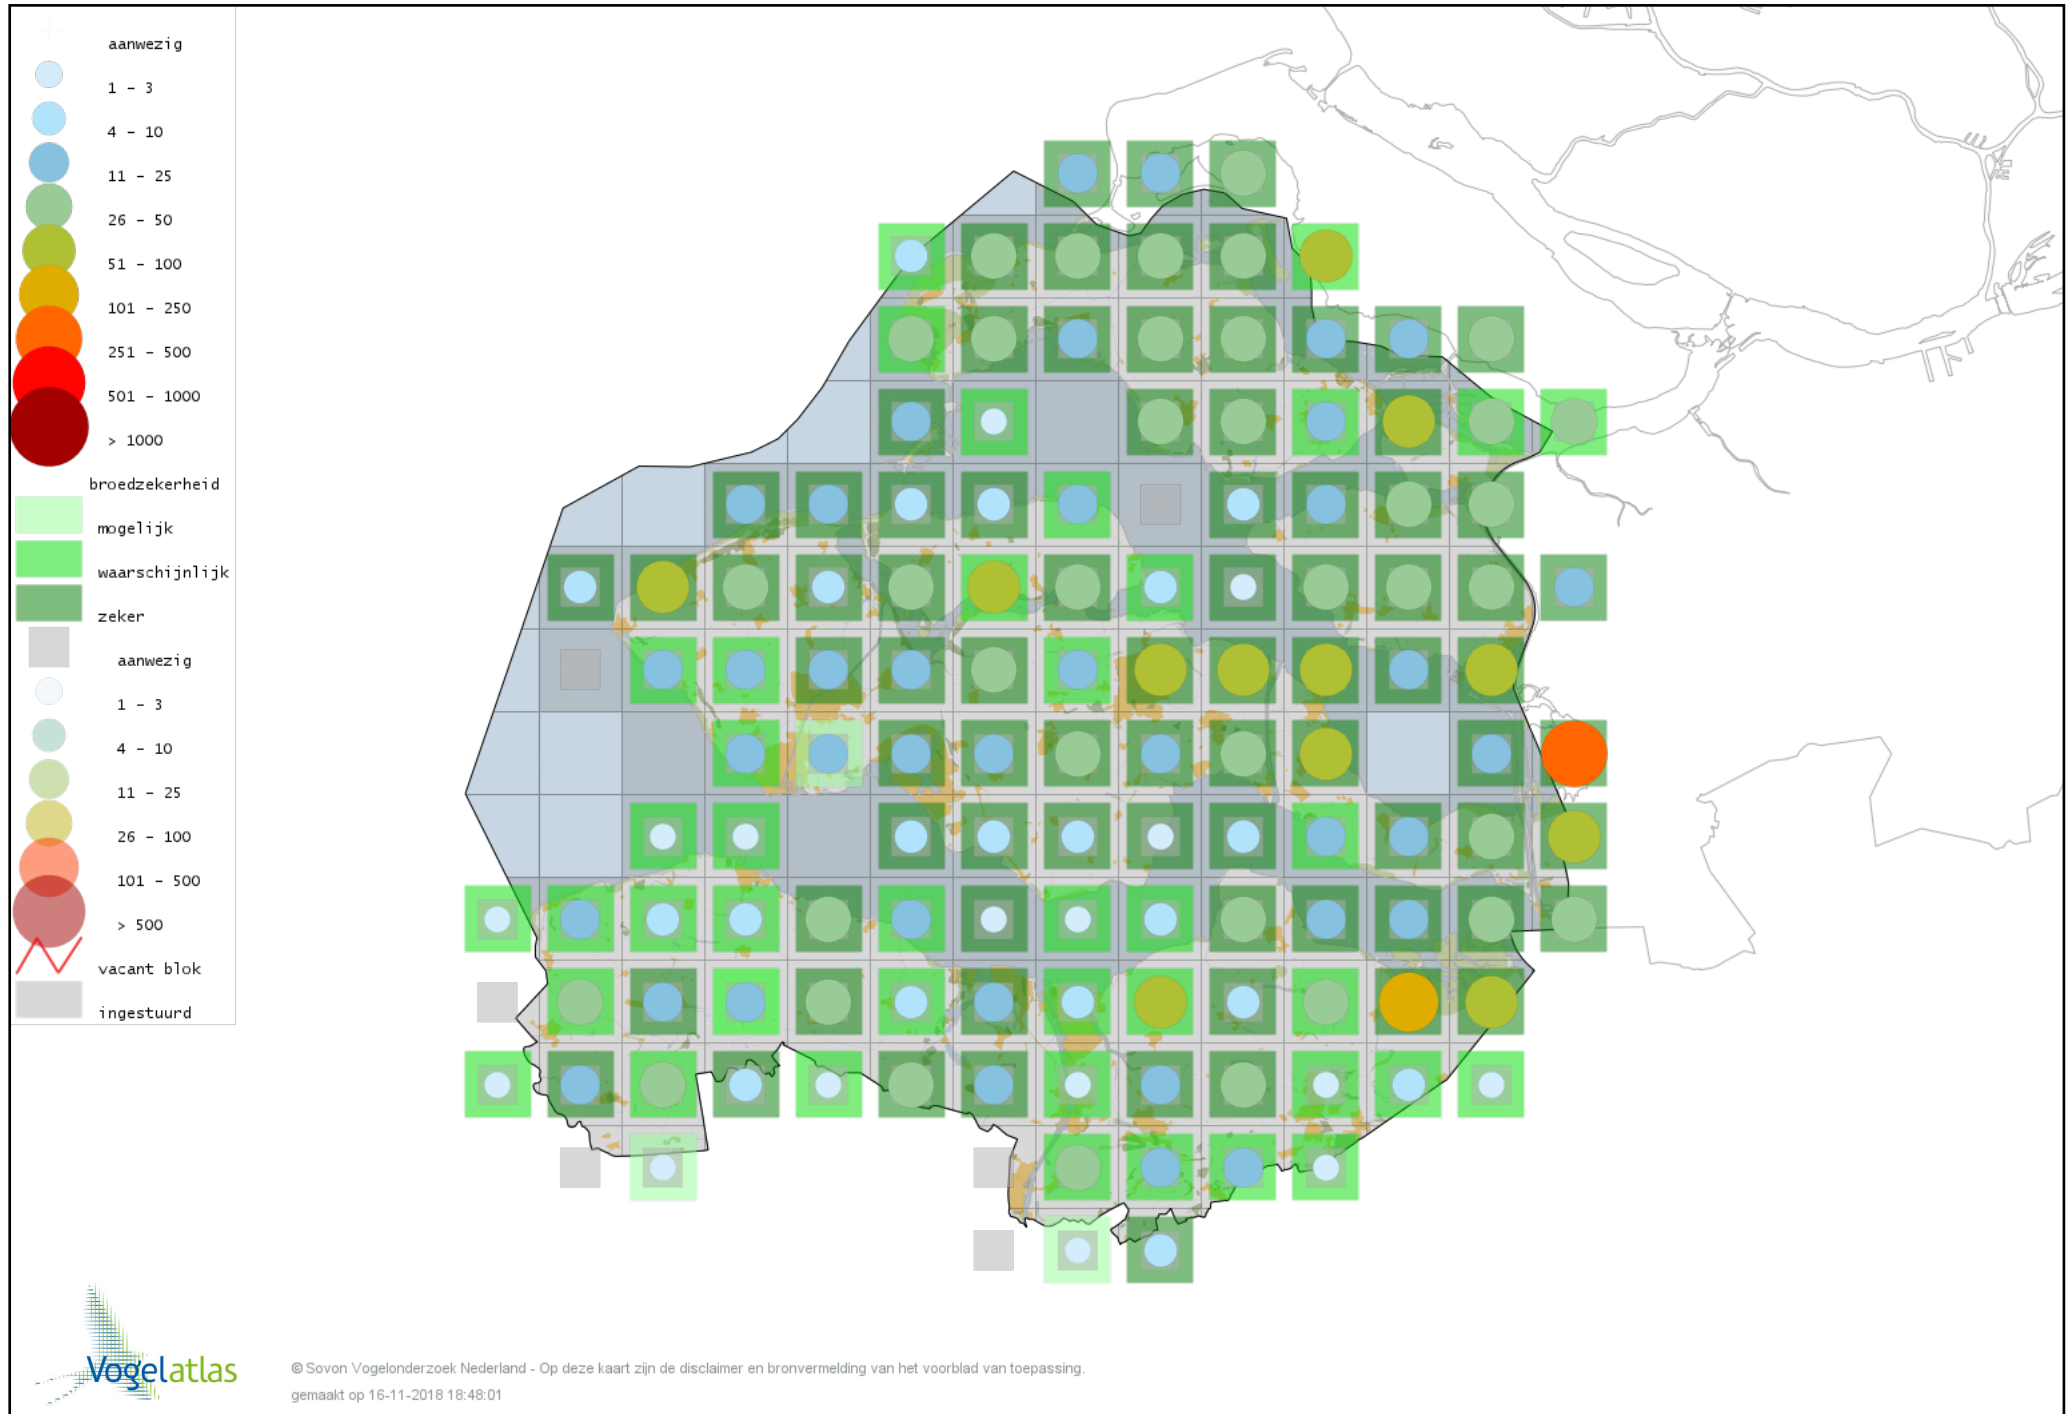 aanwezig
1 - 3
4 - 10
11 - 25
26 - 50
51 - 100
101 - 250
251 - 500
501 - 1000
> 1000
broedzekerheid
mogelijk
waarschijnlijk
zeker
aanwezig
1 - 3
4 - 10
11 - 25
26 - 100
101 - 500
> 500
vacant blok
ingestuurd
Vogelatlas
© Sovon Vogelonderzoek Nederland - Op deze kaart zijn de disclaimer en bronvermelding van het voorblad van toepassing.
gemaakt op 16-11-2018 18:48:01